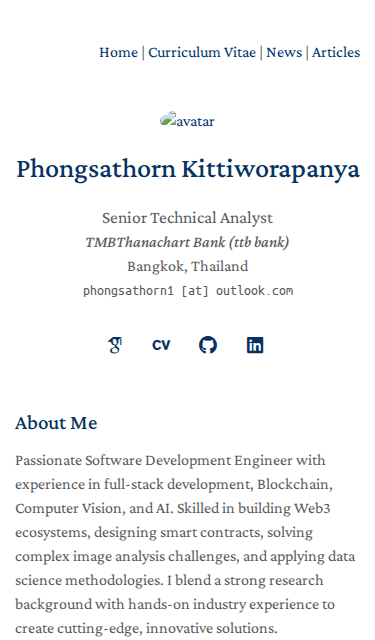 Home | Curriculum Vitae | News | Articles
avatar
Phongsathorn Kittiworapanya
Senior Technical Analyst
TMBThanachart Bank (ttb bank)
Bangkok, Thailand
phongsathorn1 [at] outlook.com
CV
About Me
Passionate Software Development Engineer with
experience in full-stack development, Blockchain,
Computer Vision, and AI. Skilled in building Web3
ecosystems, designing smart contracts, solving
complex image analysis challenges, and applying data
science methodologies. I blend a strong research
background with hands-on industry experience to
create cutting-edge, innovative solutions.